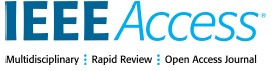 IEEE Access®
Multidisciplinary ⋮ Rapid Review ⋮ Open Access Journal